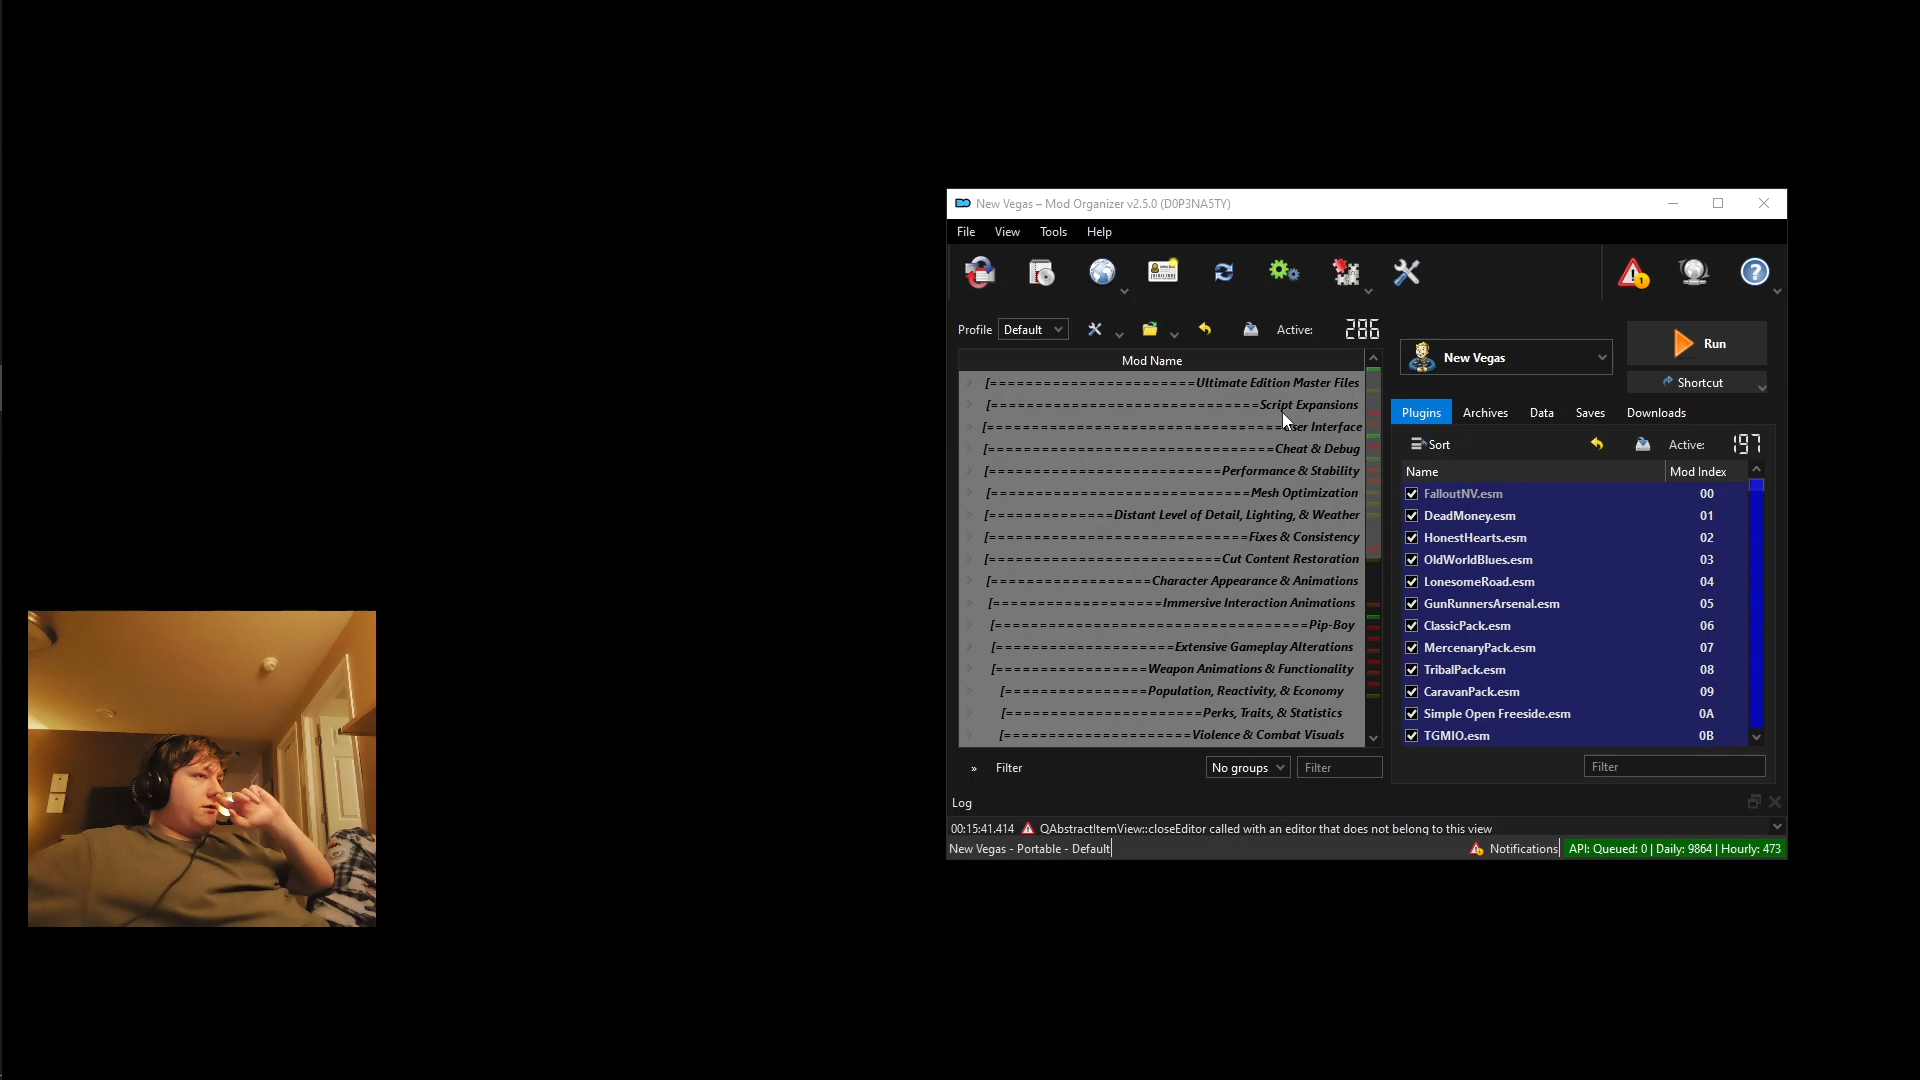 New Vegas – Mod Organizer v2.5.0 (D0P3NA5TY)
File View Tools Help
Profile Default Active: 286
Mod Name
[=======================Ultimate Edition Master Files
[==============================Script Expansions
[=================================User Interface
[================================Cheat & Debug
[==========================Performance & Stability
[=============================Mesh Optimization
[==============Distant Level of Detail, Lighting, & Weather
[=============================Fixes & Consistency
[==========================Cut Content Restoration
[==================Character Appearance & Animations
[===================Immersive Interaction Animations
[===================================Pip-Boy
[====================Extensive Gameplay Alterations
[=================Weapon Animations & Functionality
[================Population, Reactivity, & Economy
[======================Perks, Traits, & Statistics
[=====================Violence & Combat Visuals
» Filter No groups Filter
New Vegas
Run
Shortcut
Plugins Archives Data Saves Downloads
Sort Active: 197
Name Mod Index
FalloutNV.esm 00
DeadMoney.esm 01
HonestHearts.esm 02
OldWorldBlues.esm 03
LonesomeRoad.esm 04
GunRunnersArsenal.esm 05
ClassicPack.esm 06
MercenaryPack.esm 07
TribalPack.esm 08
CaravanPack.esm 09
Simple Open Freeside.esm 0A
TGMIO.esm 0B
Filter
Log
00:15:41.414 QAbstractItemView::closeEditor called with an editor that does not belong to this view
New Vegas - Portable - Default Notifications API: Queued: 0 | Daily: 9864 | Hourly: 473